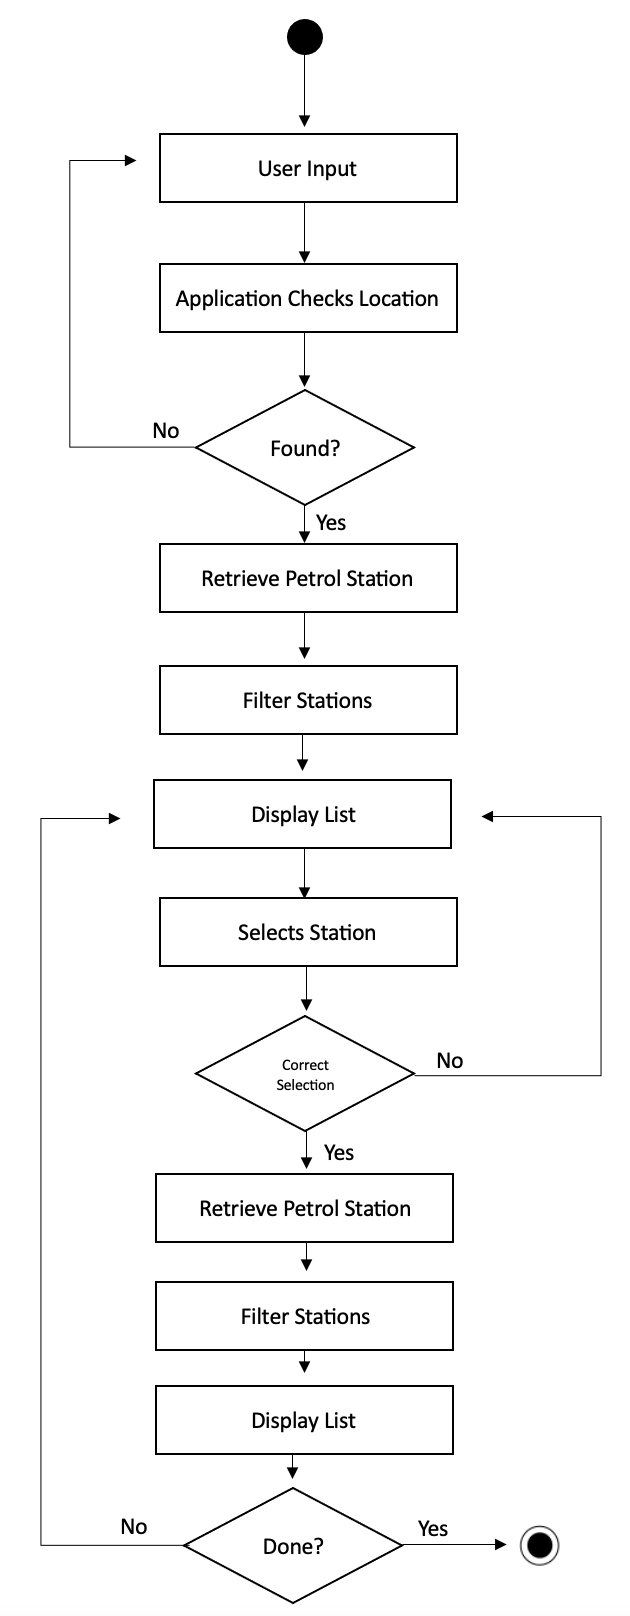 User Input
Application Checks Location
No
Found?
Yes
Retrieve Petrol Station
Filter Stations
Display List
Selects Station
Correct
Selection
No
Yes
Retrieve Petrol Station
Filter Stations
Display List
No
Done?
Yes